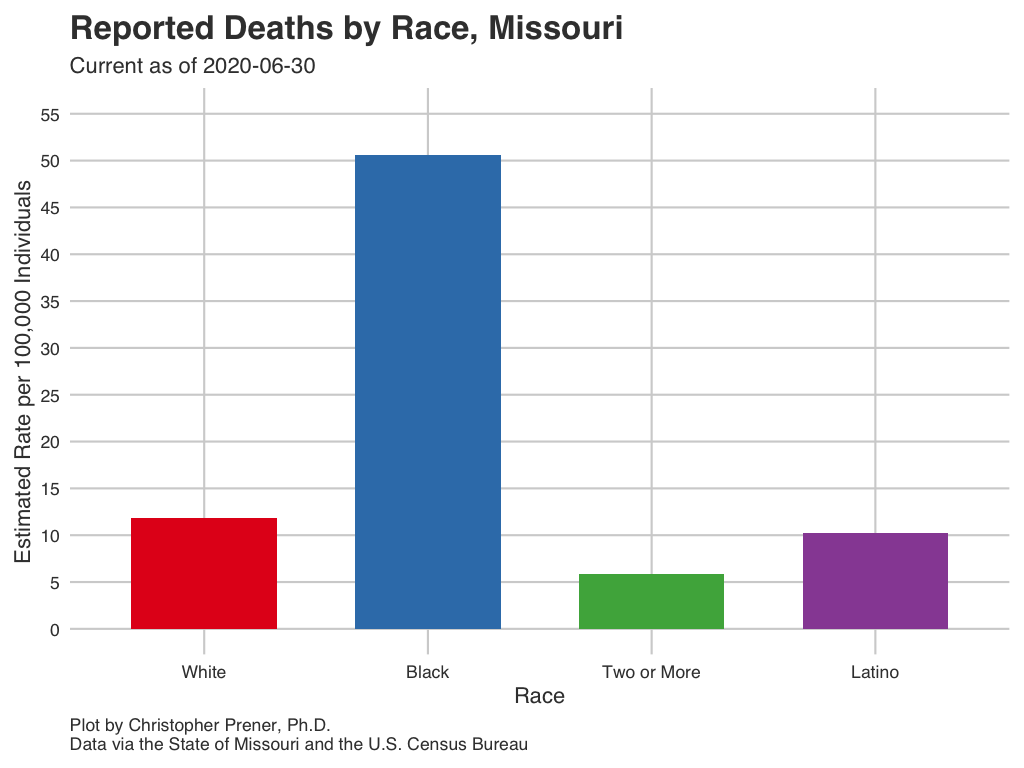 Reported Deaths by Race, Missouri
Current as of 2020-06-30
Estimated Rate per 100,000 Individuals
55
50
45
40
35
30
25
20
15
10
5
0
White Black Two or More Latino
Race
Plot by Christopher Prener, Ph.D.
Data via the State of Missouri and the U.S. Census Bureau